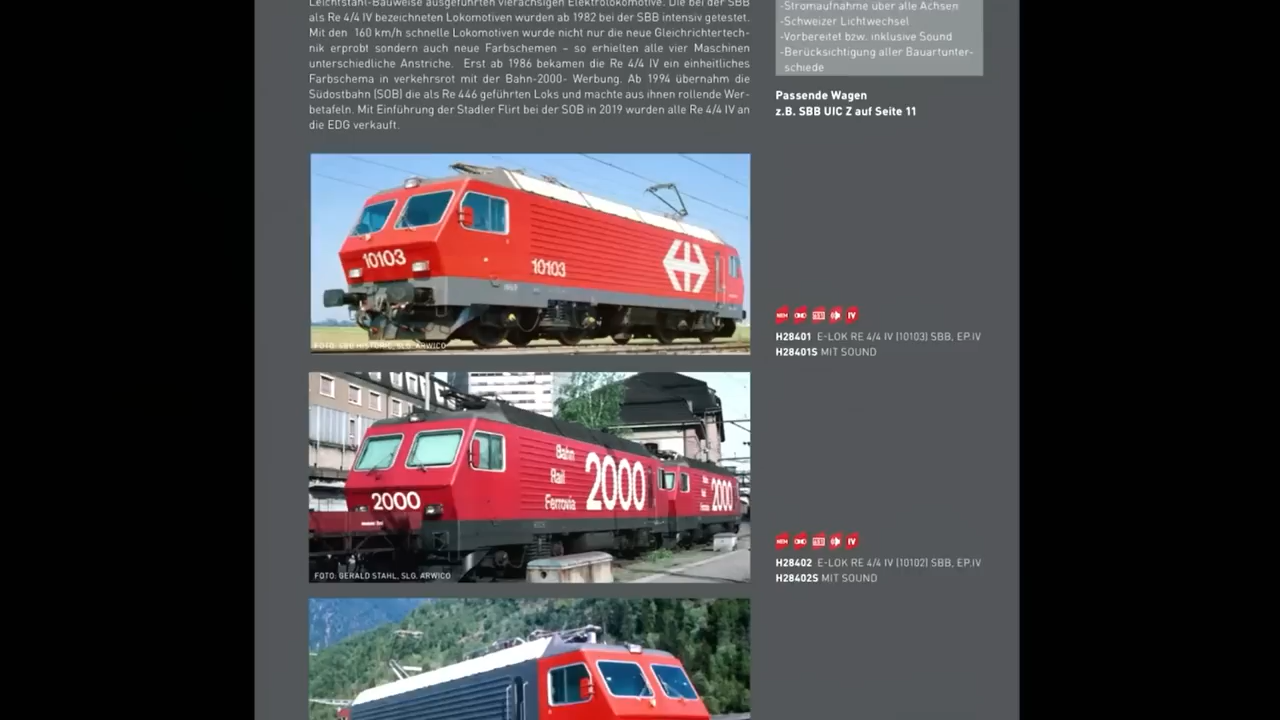 Leichtstahl-Bauweise ausgeführten vierachsigen Elektrolokomotive. Die bei der SBB
als Re 4/4 IV bezeichneten Lokomotiven wurden ab 1982 bei der SBB intensiv getestet.
Mit den 160 km/h schnelle Lokomotiven wurde nicht nur die neue Gleichrichtertech-
nik erprobt sondern auch neue Farbschemen – so erhielten alle vier Maschinen
unterschiedliche Anstriche. Erst ab 1986 bekamen die Re 4/4 IV ein einheitliches
Farbschema in verkehrsrot mit der Bahn-2000- Werbung. Ab 1994 übernahm die
Südostbahn (SOB) die als Re 446 geführten Loks und machte aus ihnen rollende Wer-
betafeln. Mit Einführung der Stadler Flirt bei der SOB in 2019 wurden alle Re 4/4 IV an
die EDG verkauft.
-Stromaufnahme über alle Achsen
-Schweizer Lichtwechsel
-Vorbereitet bzw. inklusive Sound
-Berücksichtigung aller Bauartunter-
schiede
Passende Wagen
z.B. SBB UIC Z auf Seite 11
10103
10103
FOTO: SBB HISTORIC, SLG. ARWICO
IV
H28401 E-LOK RE 4/4 IV (10103) SBB, EP.IV
H28401S MIT SOUND
Bahn
Rail
Ferrovia
2000
2000
2000
FOTO: GERALD STAHL, SLG. ARWICO
IV
H28402 E-LOK RE 4/4 IV (10102) SBB, EP.IV
H28402S MIT SOUND